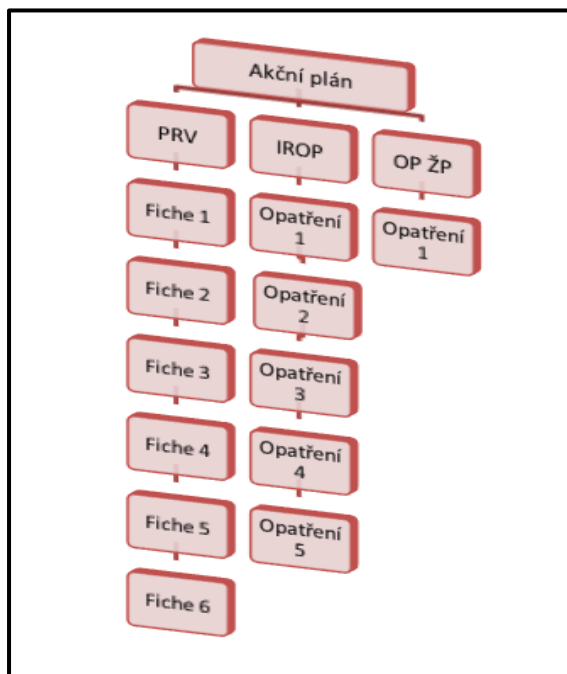 Akční plán
PRV
IROP
OP ŽP
Fiche 1
Opatření
1
Opatření
1
Fiche 2
Opatření
2
Fiche 3
Opatření
3
Fiche 4
Opatření
4
Fiche 5
Opatření
5
Fiche 6